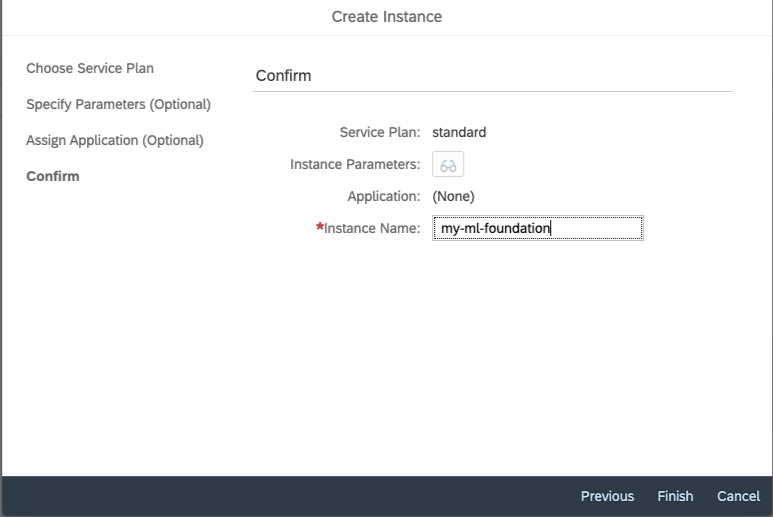 Create Instance
Choose Service Plan
Specify Parameters (Optional)
Assign Application (Optional)
Confirm
Confirm
Service Plan: standard
Instance Parameters:
Application: (None)
*Instance Name: my-ml-foundation
Previous Finish Cancel